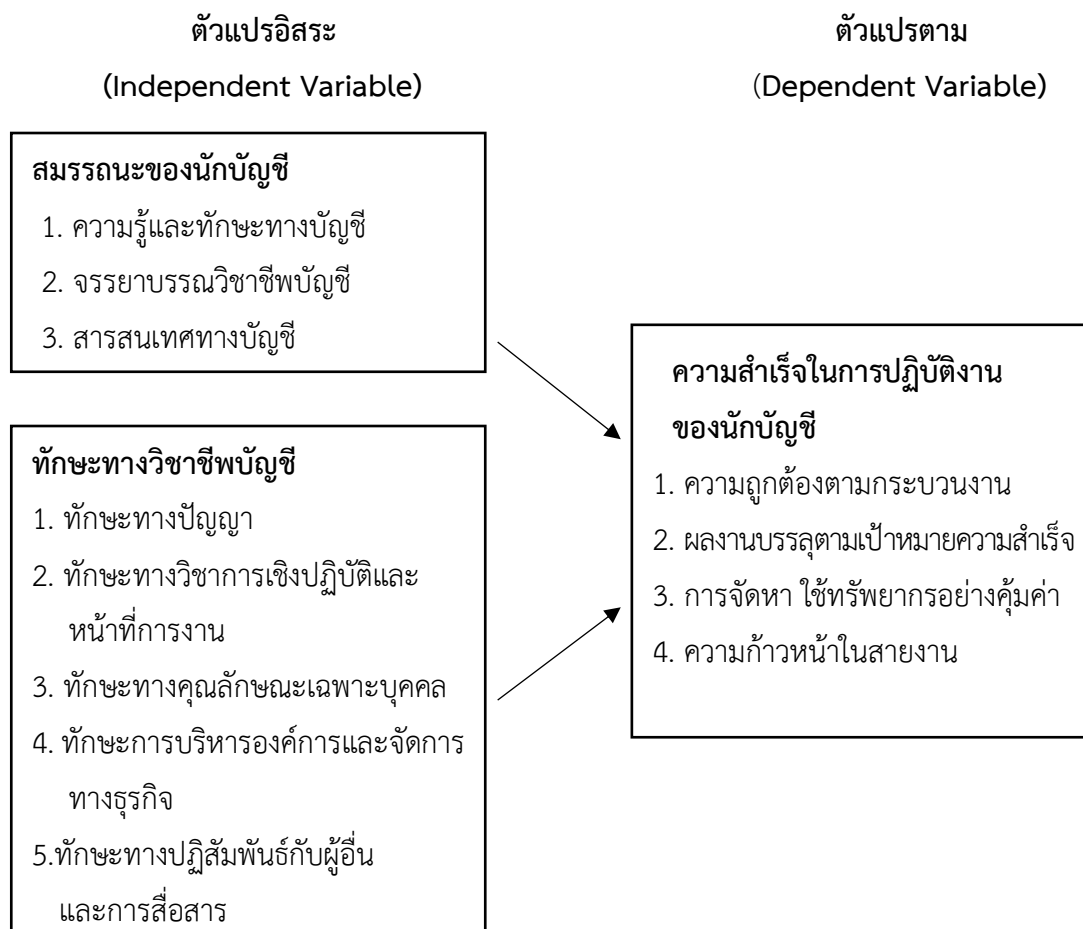 ตัวแปรอิสระ
(Independent Variable)
สมรรถนะของนักบัญชี
1. ความรู้และทักษะทางบัญชี
2. จรรยาบรรณวิชาชีพบัญชี
3. สารสนเทศทางบัญชี
ทักษะทางวิชาชีพบัญชี
1. ทักษะทางปัญญา
2. ทักษะทางวิชาการเชิงปฏิบัติและ
หน้าที่การงาน
3. ทักษะทางคุณลักษณะเฉพาะบุคคล
4. ทักษะการบริหารองค์การและจัดการ
ทางธุรกิจ
5.ทักษะทางปฏิสัมพันธ์กับผู้อื่น
และการสื่อสาร
ตัวแปรตาม
(Dependent Variable)
ความสำเร็จในการปฏิบัติงาน
ของนักบัญชี
1. ความถูกต้องตามกระบวนงาน
2. ผลงานบรรลุตามเป้าหมายความสำเร็จ
3. การจัดหา ใช้ทรัพยากรอย่างคุ้มค่า
4. ความก้าวหน้าในสายงาน